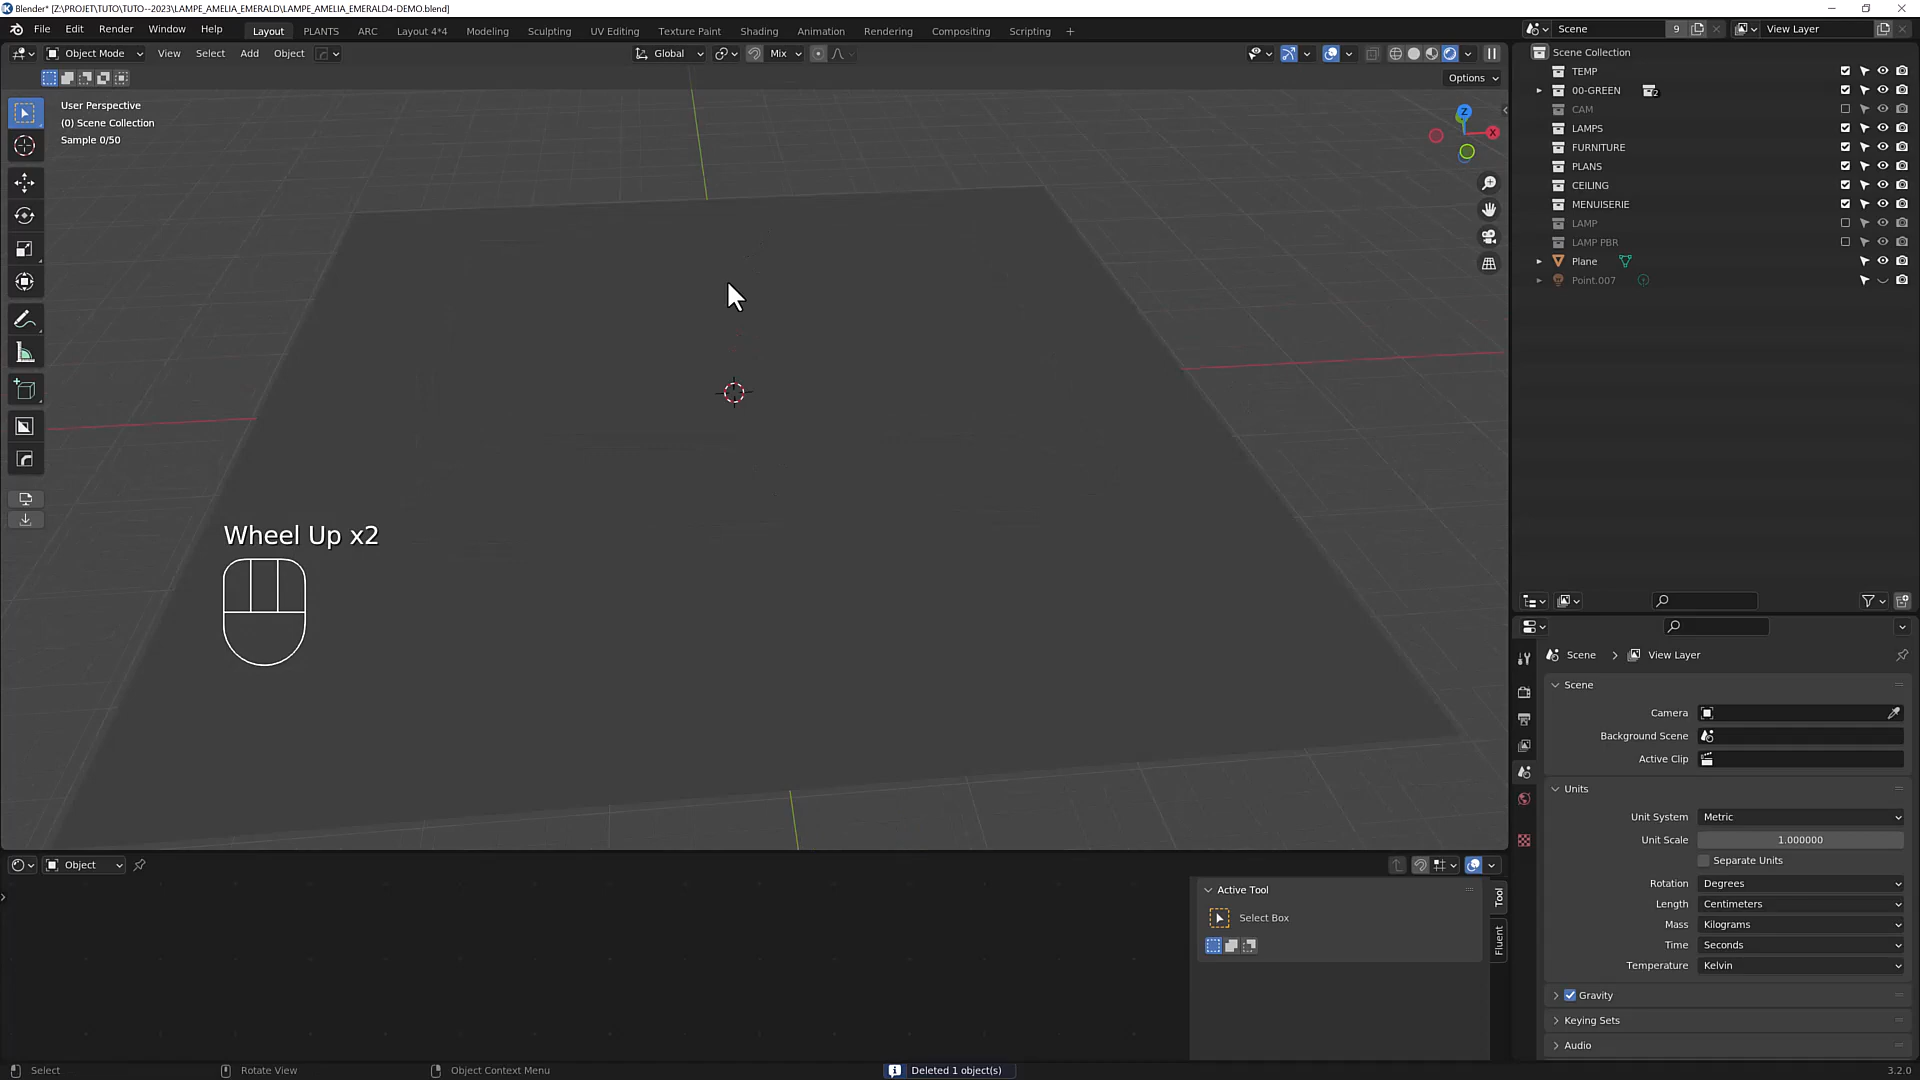 Blender* [Z:\PROJET\TUTO\TUTO--2023\LAMPE_AMELIA_EMERALD\LAMPE_AMELIA_EMERALD4-DEMO.blend]
File Edit Render Window Help Layout PLANTS ARC Layout 4*4 Modeling Sculpting UV Editing Texture Paint Shading Animation Rendering Compositing Scripting + Scene 9 View Layer
Object Mode View Select Add Object Global Mix
Options
User Perspective
(0) Scene Collection
Sample 0/50
Z
X
Wheel Up x2
Scene Collection
TEMP
00-GREEN 2
CAM
LAMPS
FURNITURE
PLANS
CEILING
MENUISERIE
LAMP
LAMP PBR
Plane
Point.007
Scene > View Layer
Scene
Camera
Background Scene
Active Clip
Units
Unit System Metric
Unit Scale 1.000000
Separate Units
Rotation Degrees
Length Centimeters
Mass Kilograms
Time Seconds
Temperature Kelvin
Gravity
Keying Sets
Audio
Object
Active Tool
Select Box
Tool
Fluent
Select Rotate View Object Context Menu Deleted 1 object(s) 3.2.0